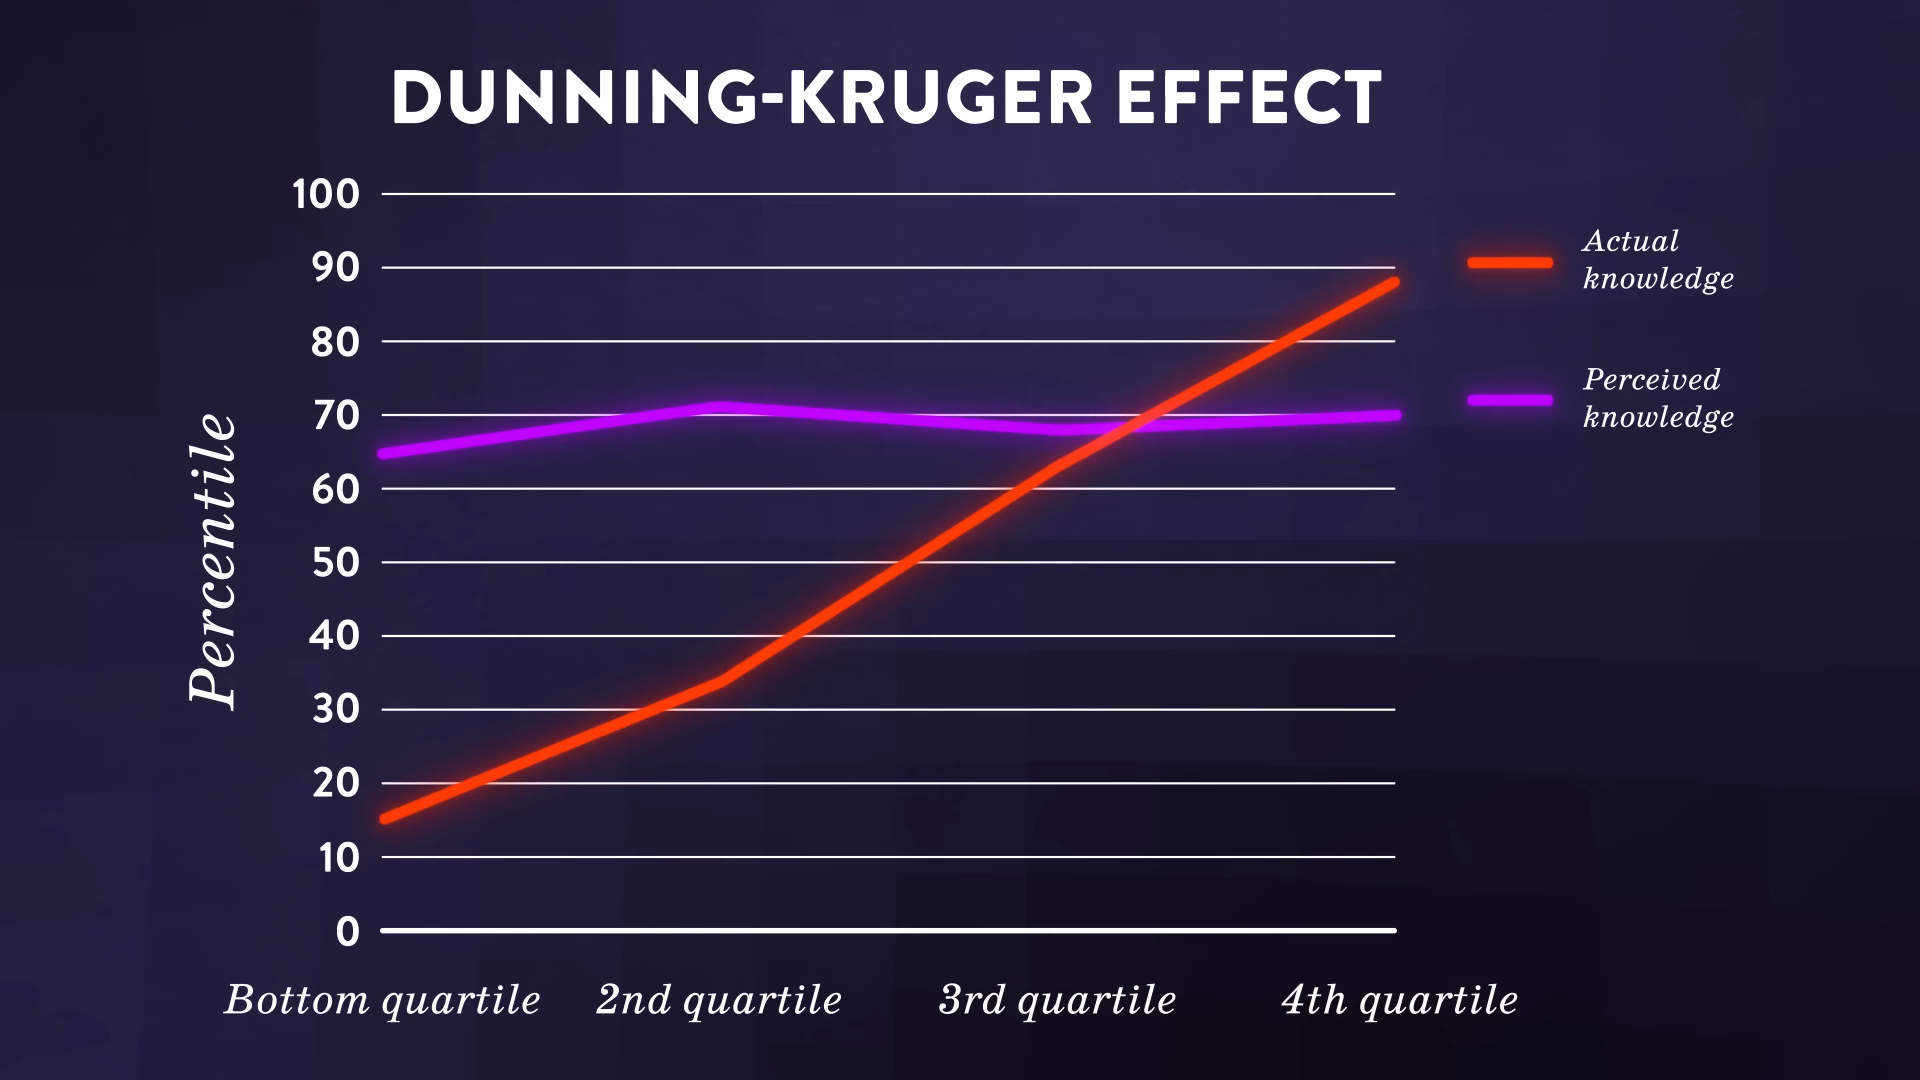 DUNNING-KRUGER EFFECT
100
90
80
70
60
50
40
30
20
10
0
Percentile
Bottom quartile
2nd quartile
3rd quartile
4th quartile
Actual
knowledge
Perceived
knowledge